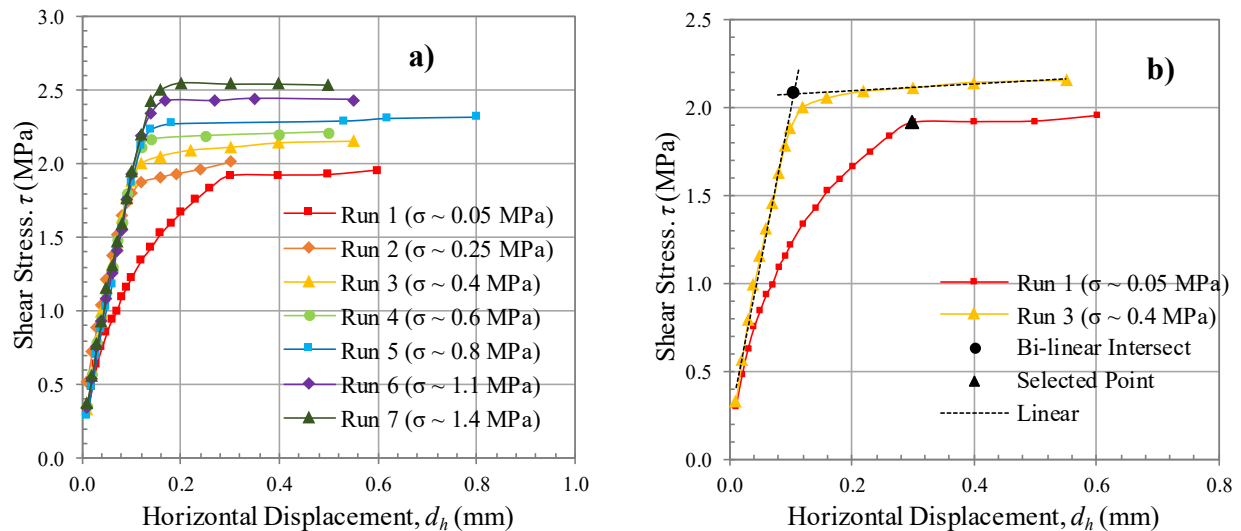 a)
Shear Stress. τ (MPa)
3.0
2.5
2.0
1.5
1.0
0.5
0.0
0.0 0.2 0.4 0.6 0.8 1.0
Horizontal Displacement, dh (mm)
Run 1 (σ ~ 0.05 MPa)
Run 2 (σ ~ 0.25 MPa)
Run 3 (σ ~ 0.4 MPa)
Run 4 (σ ~ 0.6 MPa)
Run 5 (σ ~ 0.8 MPa)
Run 6 (σ ~ 1.1 MPa)
Run 7 (σ ~ 1.4 MPa)
b)
Shear Stress. τ (MPa)
2.5
2.0
1.5
1.0
0.5
0.0
0.0 0.2 0.4 0.6 0.8
Horizontal Displacement, dh (mm)
Run 1 (σ ~ 0.05 MPa)
Run 3 (σ ~ 0.4 MPa)
Bi-linear Intersect
Selected Point
Linear